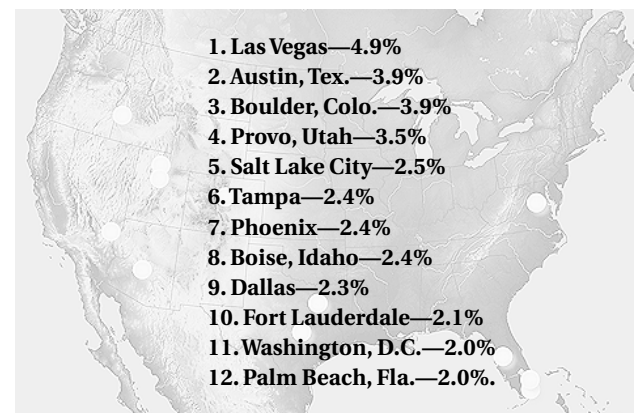 1. Las Vegas—4.9%
2. Austin, Tex.—3.9%
3. Boulder, Colo.—3.9%
4. Provo, Utah—3.5%
5. Salt Lake City—2.5%
6. Tampa—2.4%
7. Phoenix—2.4%
8. Boise, Idaho—2.4%
9. Dallas—2.3%
10. Fort Lauderdale—2.1%
11. Washington, D.C.—2.0%
12. Palm Beach, Fla.—2.0%.